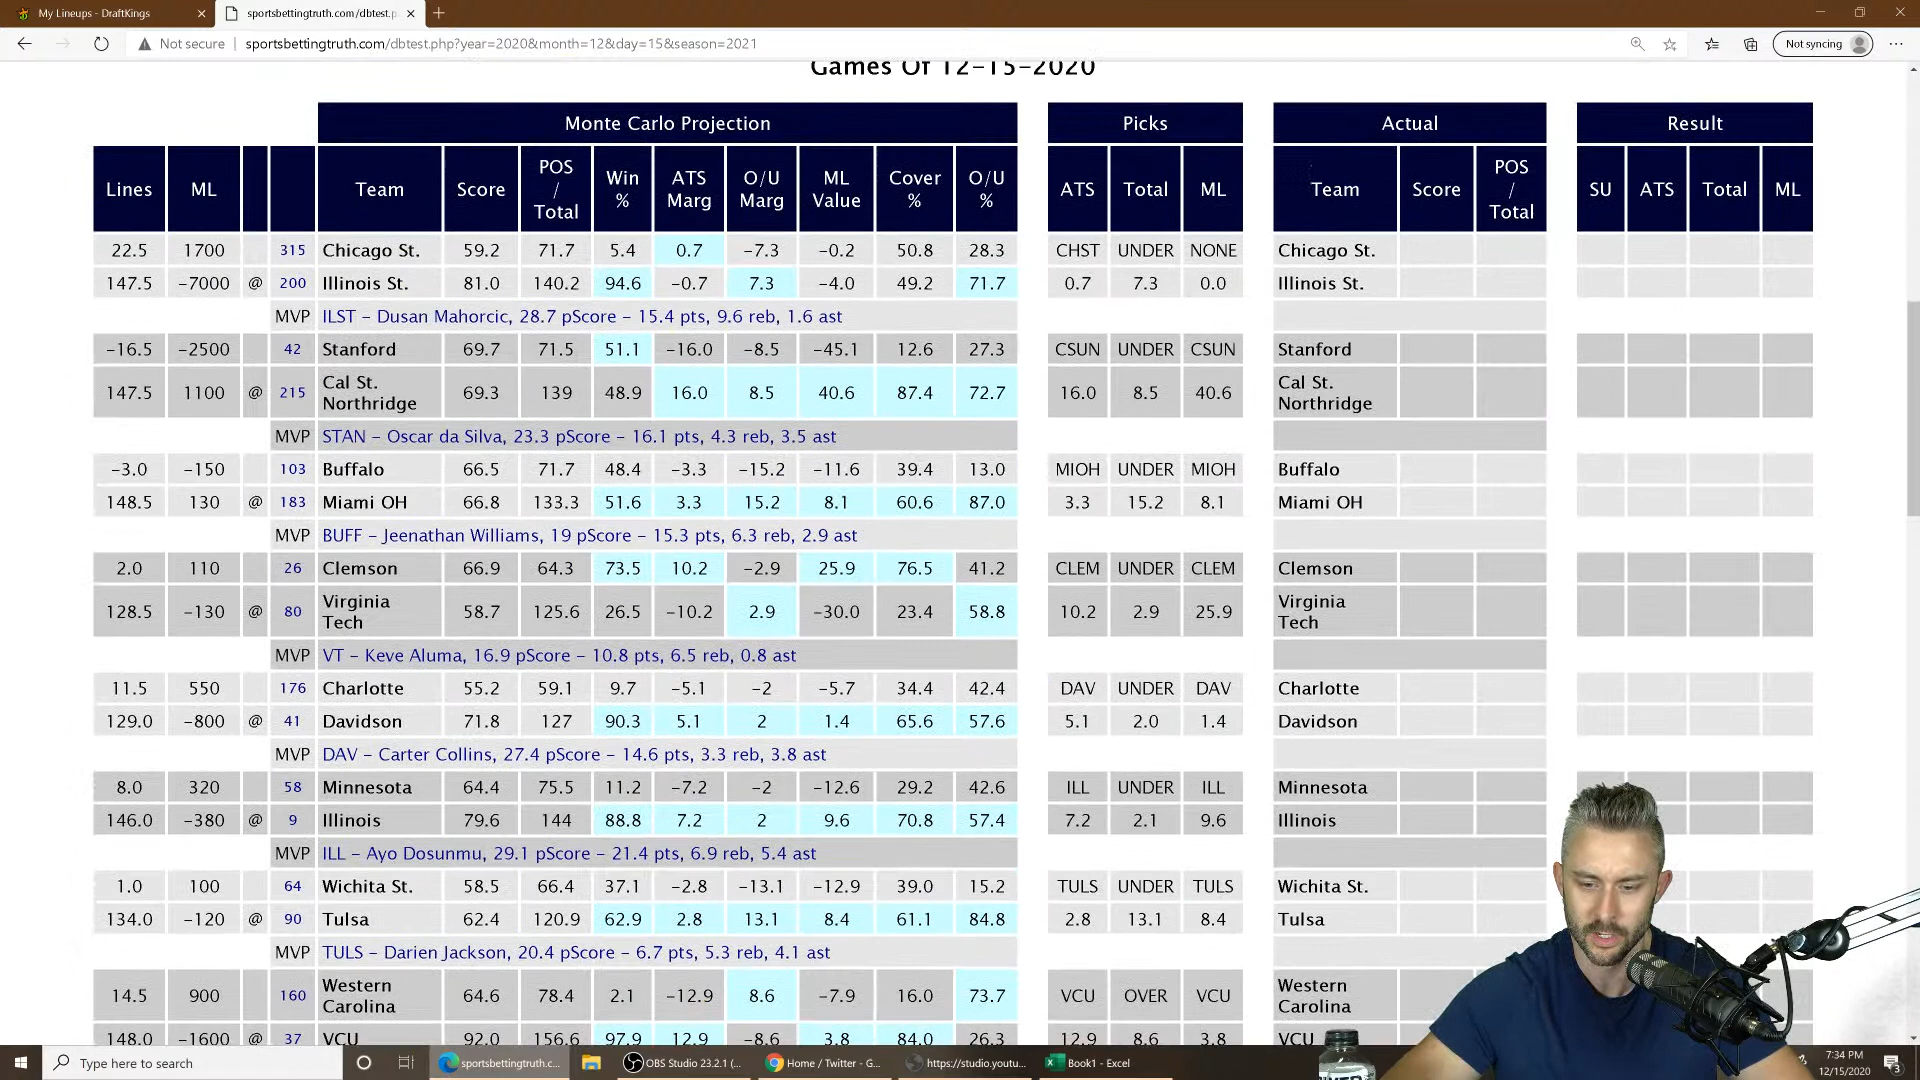 My Lineups - DraftKings
sportsbettingtruth.com/dbtest.p
Not secure
sportsbettingtruth.com/dbtest.php?year=2020&month=12&day=15&season=2021
Not syncing
Games Of 12-15-2020
Monte Carlo Projection Picks Actual Result
Lines ML Team Score POS / Total Win % ATS Marg O/U Marg ML Value Cover % O/U % ATS Total ML Team Score POS / Total SU ATS Total ML
22.5 1700 315 Chicago St. 59.2 71.7 5.4 0.7 -7.3 -0.2 50.8 28.3 CHST UNDER NONE Chicago St.
147.5 -7000 @ 200 Illinois St. 81.0 140.2 94.6 -0.7 7.3 -4.0 49.2 71.7 0.7 7.3 0.0 Illinois St.
MVP ILST - Dusan Mahorcic, 28.7 pScore - 15.4 pts, 9.6 reb, 1.6 ast
-16.5 -2500 42 Stanford 69.7 71.5 51.1 -16.0 -8.5 -45.1 12.6 27.3 CSUN UNDER CSUN Stanford
147.5 1100 @ 215 Cal St. Northridge 69.3 139 48.9 16.0 8.5 40.6 87.4 72.7 16.0 8.5 40.6 Cal St. Northridge
MVP STAN - Oscar da Silva, 23.3 pScore - 16.1 pts, 4.3 reb, 3.5 ast
-3.0 -150 103 Buffalo 66.5 71.7 48.4 -3.3 -15.2 -11.6 39.4 13.0 MIOH UNDER MIOH Buffalo
148.5 130 @ 183 Miami OH 66.8 133.3 51.6 3.3 15.2 8.1 60.6 87.0 3.3 15.2 8.1 Miami OH
MVP BUFF - Jeenathan Williams, 19 pScore - 15.3 pts, 6.3 reb, 2.9 ast
2.0 110 26 Clemson 66.9 64.3 73.5 10.2 -2.9 25.9 76.5 41.2 CLEM UNDER CLEM Clemson
128.5 -130 @ 80 Virginia Tech 58.7 125.6 26.5 -10.2 2.9 -30.0 23.4 58.8 10.2 2.9 25.9 Virginia Tech
MVP VT - Keve Aluma, 16.9 pScore - 10.8 pts, 6.5 reb, 0.8 ast
11.5 550 176 Charlotte 55.2 59.1 9.7 -5.1 -2 -5.7 34.4 42.4 DAV UNDER DAV Charlotte
129.0 -800 @ 41 Davidson 71.8 127 90.3 5.1 2 1.4 65.6 57.6 5.1 2.0 1.4 Davidson
MVP DAV - Carter Collins, 27.4 pScore - 14.6 pts, 3.3 reb, 3.8 ast
8.0 320 58 Minnesota 64.4 75.5 11.2 -7.2 -2 -12.6 29.2 42.6 ILL UNDER ILL Minnesota
146.0 -380 @ 9 Illinois 79.6 144 88.8 7.2 2 9.6 70.8 57.4 7.2 2.1 9.6 Illinois
MVP ILL - Ayo Dosunmu, 29.1 pScore - 21.4 pts, 6.9 reb, 5.4 ast
1.0 100 64 Wichita St. 58.5 66.4 37.1 -2.8 -13.1 -12.9 39.0 15.2 TULS UNDER TULS Wichita St.
134.0 -120 @ 90 Tulsa 62.4 120.9 62.9 2.8 13.1 8.4 61.1 84.8 2.8 13.1 8.4 Tulsa
MVP TULS - Darien Jackson, 20.4 pScore - 6.7 pts, 5.3 reb, 4.1 ast
14.5 900 160 Western Carolina 64.6 78.4 2.1 -12.9 8.6 -7.9 16.0 73.7 VCU OVER VCU Western Carolina
148.0 -1600 @ 37 VCU 92.0 156.6 97.9 12.9 -8.6 3.8 84.0 26.3 12.9 8.6 3.8 VCU
Type here to search
sportsbettingtruth.c...
OBS Studio 23.2.1 (...
Home / Twitter - G...
https://studio.youtu...
Book1 - Excel
7:34 PM
12/15/2020
3